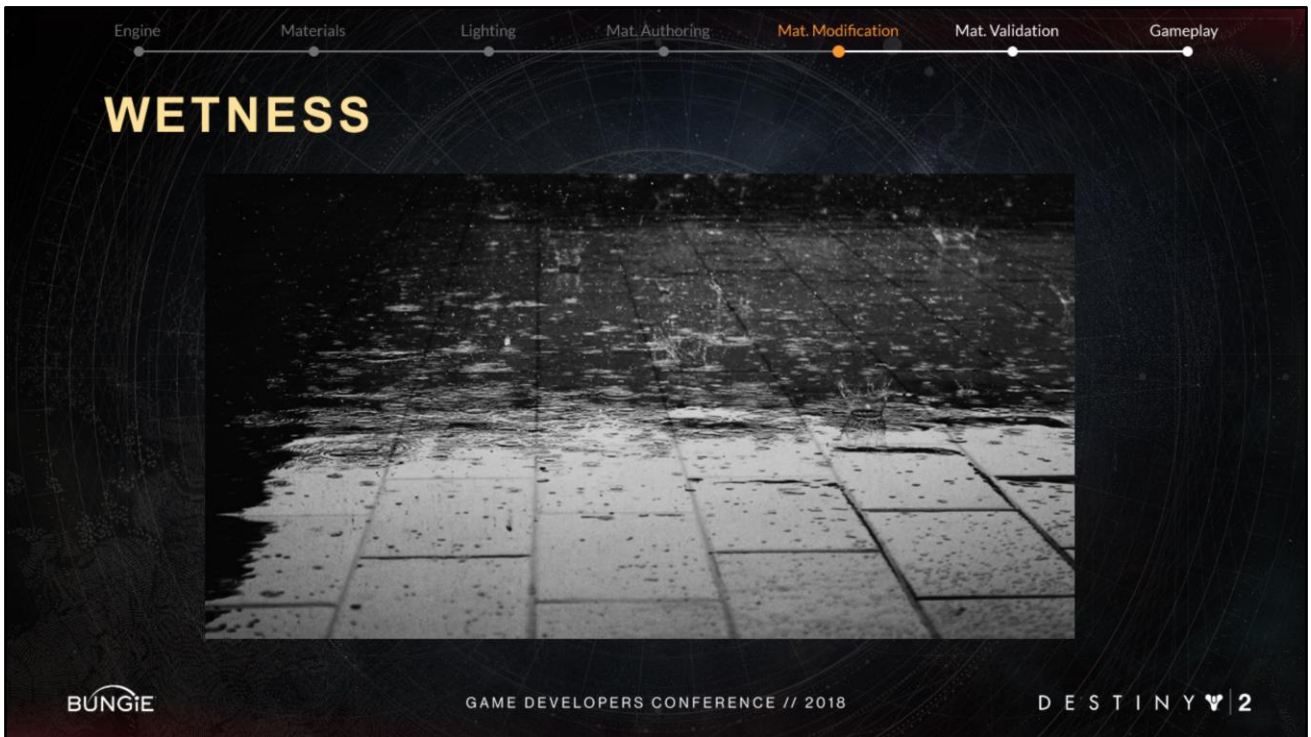 Engine Materials Lighting Mat. Authoring Mat. Modification Mat. Validation Gameplay
WETNESS
BUNGiE GAME DEVELOPERS CONFERENCE // 2018 DESTINY 2